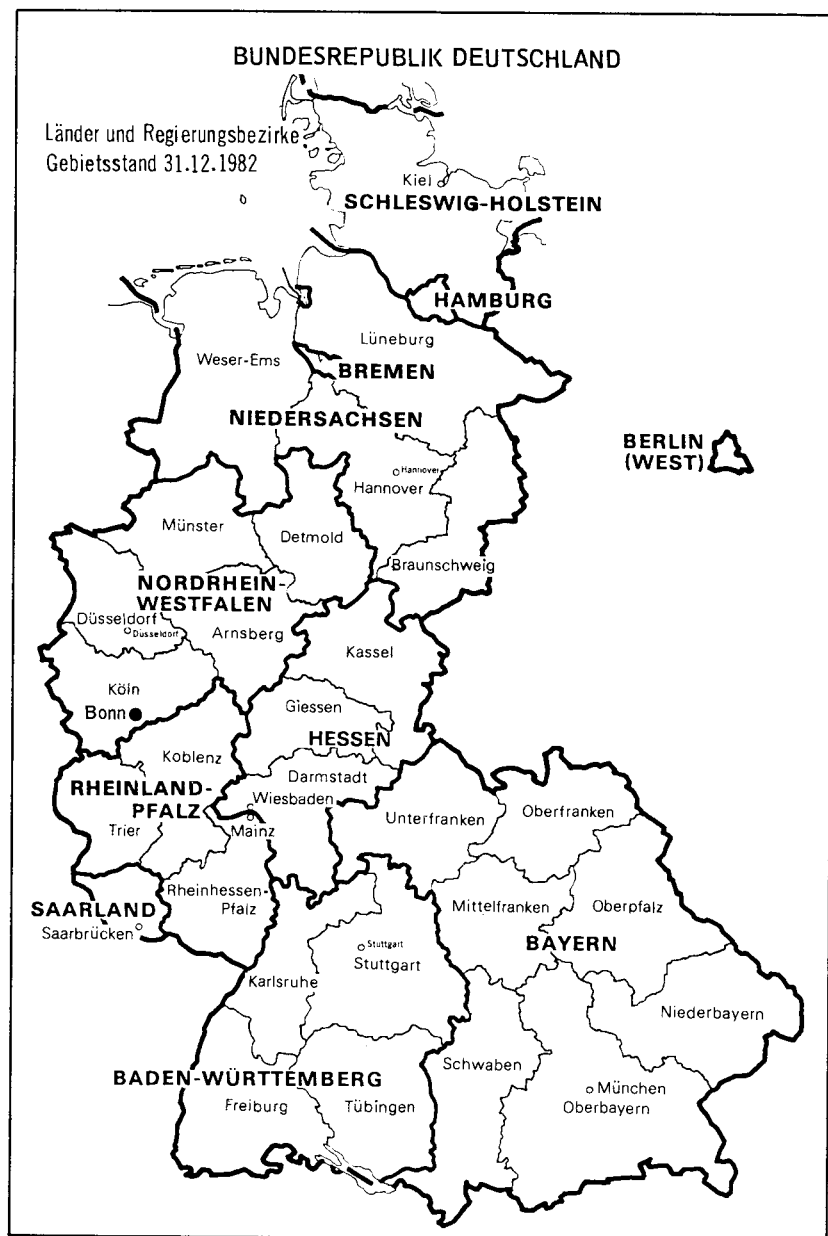 BUNDESREPUBLIK DEUTSCHLAND
Länder und Regierungsbezirke
Gebietsstand 31.12.1982
Kiel
SCHLESWIG-HOLSTEIN
HAMBURG
Lüneburg
Weser-Ems
BREMEN
NIEDERSACHSEN
BERLIN
(WEST)
Hannover
Hannover
Münster
Detmold
Braunschweig
NORDRHEIN-
WESTFALEN
Düsseldorf
Düsseldorf
Arnsberg
Kassel
Köln
Bonn
Giessen
HESSEN
Koblenz
Darmstadt
RHEINLAND-
PFALZ
Wiesbaden
Mainz
Trier
Unterfranken
Oberfranken
Rheinhessen-
Pfalz
SAARLAND
Saarbrücken
Mittelfranken
Oberpfalz
BAYERN
Stuttgart
Stuttgart
Karlsruhe
Niederbayern
Schwaben
BADEN-WÜRTTEMBERG
Freiburg
Tübingen
München
Oberbayern